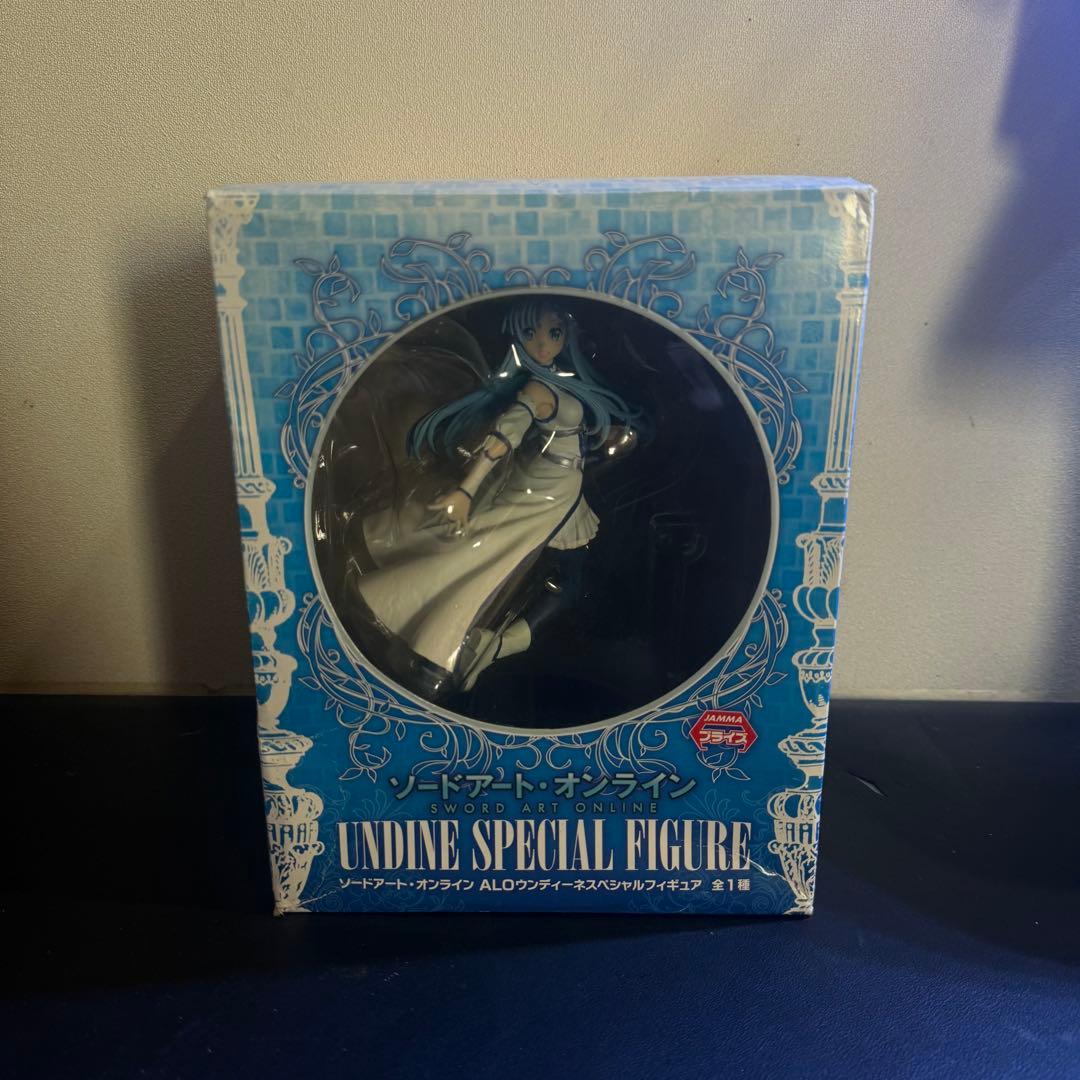 JAMMA
プライズ
ソードアート・オンライン
SWORD ART ONLINE
UNDINE SPECIAL FIGURE
ソードアート・オンライン ALOウンディーネスペシャルフィギュア 全1種